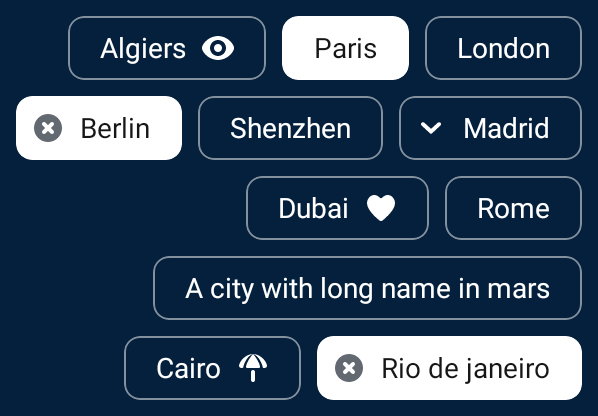 Algiers Paris London
Berlin Shenzhen Madrid
Dubai Rome
A city with long name in mars
Cairo Rio de janeiro